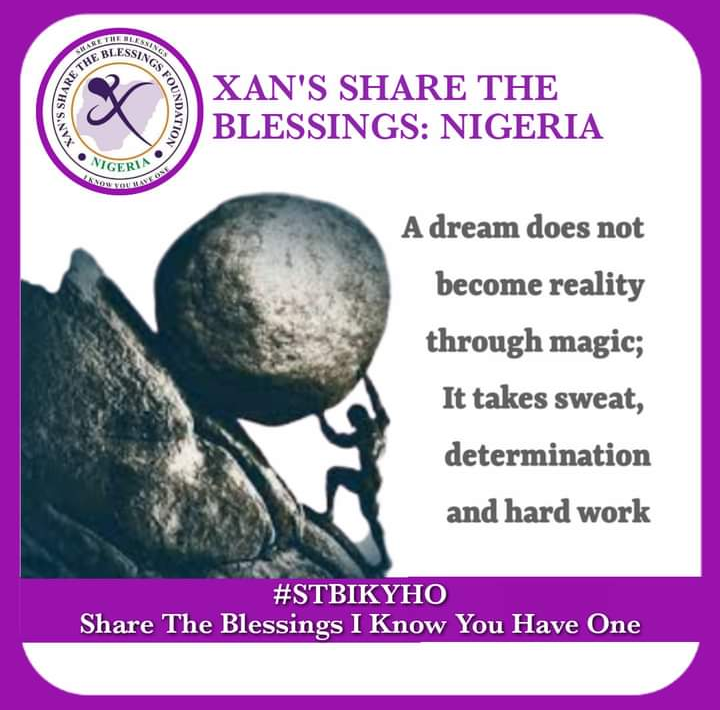 SHARE THE BLESSINGS
XAN'S SHARE THE BLESSINGS FOUNDATION
• NIGERIA •
I KNOW YOU HAVE ONE
XAN'S SHARE THE
BLESSINGS: NIGERIA
A dream does not
become reality
through magic;
It takes sweat,
determination
and hard work
#STBIKYHO
Share The Blessings I Know You Have One